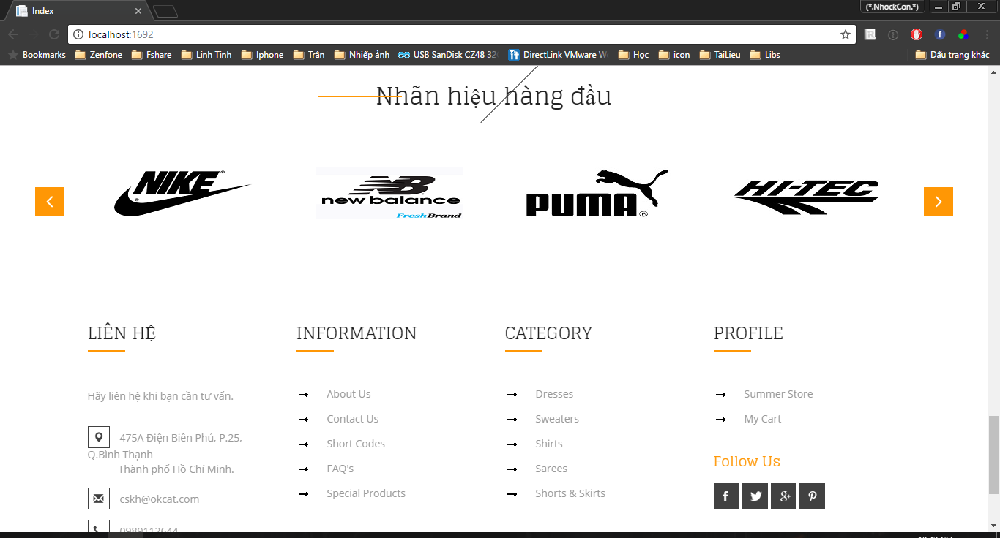 Index
(*.NhockCon.*)
localhost:1692
Bookmarks Zenfone Fshare Linh Tinh Iphone Trân Nhiếp ảnh USB SanDisk CZ48 DirectLink VMware Học icon TaiLieu Libs Dấu trang khác
Nhãn hiệu hàng đầu
NIKE
NB
new balance
FreshBrand
PUMA
HI-TEC
LIÊN HỆ
Hãy liên hệ khi bạn cần tư vấn.
475A Điện Biên Phủ, P.25,
Q.Bình Thạnh
Thành phố Hồ Chí Minh.
cskh@okcat.com
0989112644
INFORMATION
About Us
Contact Us
Short Codes
FAQ's
Special Products
CATEGORY
Dresses
Sweaters
Shirts
Sarees
Shorts & Skirts
PROFILE
Summer Store
My Cart
Follow Us